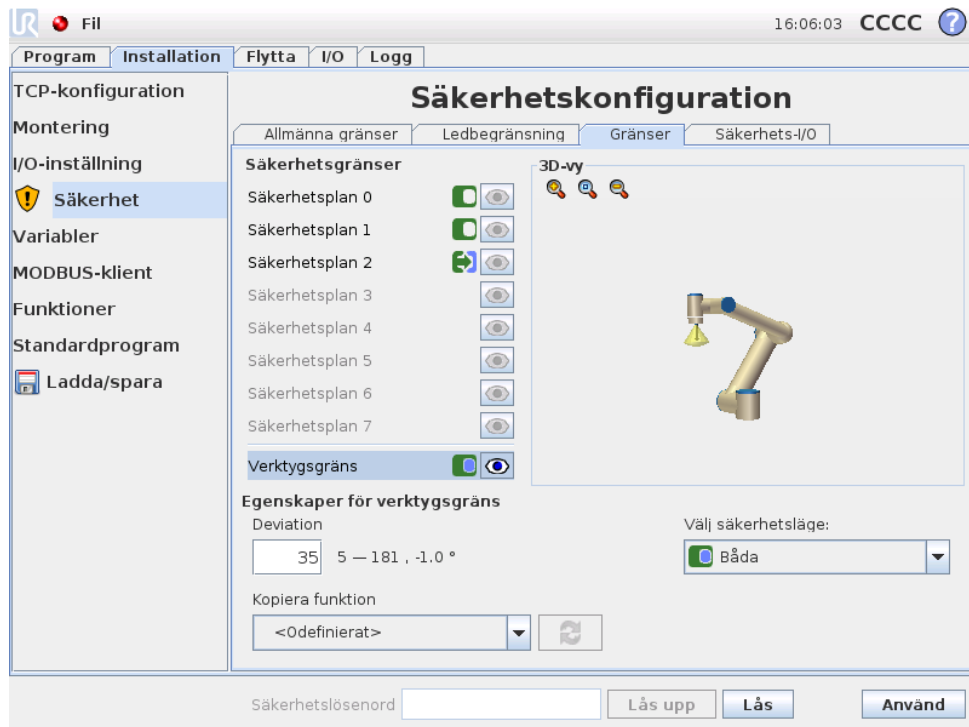 UR Fil 16:06:03 CCCC ?
Program Installation Flytta I/O Logg
TCP-konfiguration
Montering
I/O-inställning
Säkerhet
Variabler
MODBUS-klient
Funktioner
Standardprogram
Ladda/spara
Säkerhetskonfiguration
Allmänna gränser Ledbegränsning Gränser Säkerhets-I/O
Säkerhetsgränser
Säkerhetsplan 0
Säkerhetsplan 1
Säkerhetsplan 2
Säkerhetsplan 3
Säkerhetsplan 4
Säkerhetsplan 5
Säkerhetsplan 6
Säkerhetsplan 7
Verktygsgräns
3D-vy
Egenskaper för verktygsgräns
Deviation
35 5 — 181 , -1.0 °
Välj säkerhetsläge:
Båda
Kopiera funktion
<Odefinierat>
Säkerhetslösenord Lås upp Lås Använd